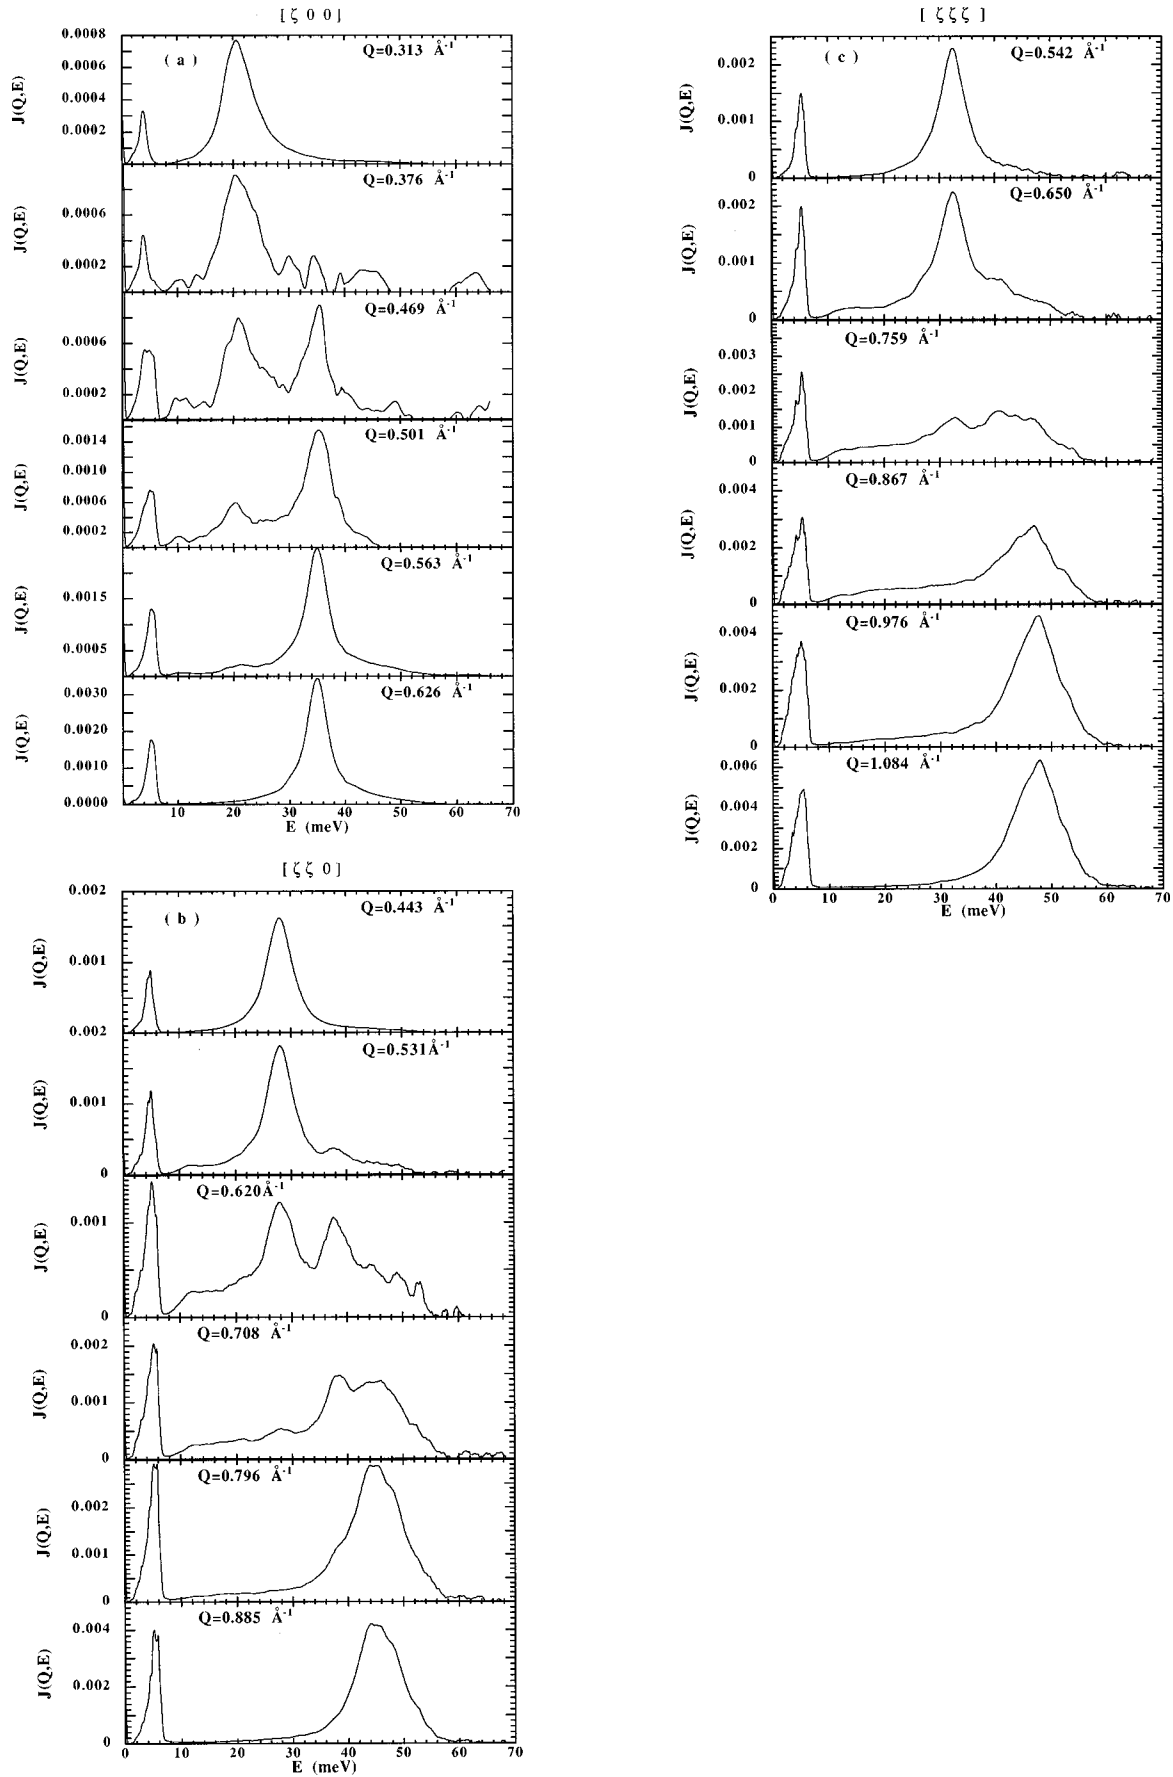 [ ζ 0 0 ]
( a )
Q=0.313 Å-1
0.0008
0.0006
0.0004
0.0002
J(Q,E)
Q=0.376 Å-1
0.0006
0.0002
J(Q,E)
Q=0.469 Å-1
0.0006
0.0002
J(Q,E)
Q=0.501 Å-1
0.0014
0.0010
0.0006
0.0002
J(Q,E)
Q=0.563 Å-1
0.0015
0.0005
J(Q,E)
Q=0.626 Å-1
0.0030
0.0020
0.0010
0.0000
J(Q,E)
10 20 30 40 50 60 70
E (meV)
[ ζ ζ 0 ]
( b )
Q=0.443 Å-1
0.002
0.001
0.002
J(Q,E)
Q=0.531Å-1
0.001
0
J(Q,E)
Q=0.620Å-1
0.001
0
J(Q,E)
Q=0.708 Å-1
0.002
0.001
0
J(Q,E)
Q=0.796 Å-1
0.002
0.001
0
J(Q,E)
Q=0.885 Å-1
0.004
0.002
0
J(Q,E)
0 10 20 30 40 50 60 70
E (meV)
[ ζζζ ]
( c )
Q=0.542 Å-1
0.002
0.001
0
J(Q,E)
Q=0.650 Å-1
0.002
0.001
0
J(Q,E)
Q=0.759 Å-1
0.003
0.002
0.001
0
J(Q,E)
Q=0.867 Å-1
0.004
0.002
0
J(Q,E)
Q=0.976 Å-1
0.004
0.002
0
J(Q,E)
Q=1.084 Å-1
0.006
0.004
0.002
0
J(Q,E)
0 10 20 30 40 50 60 70
E (meV)